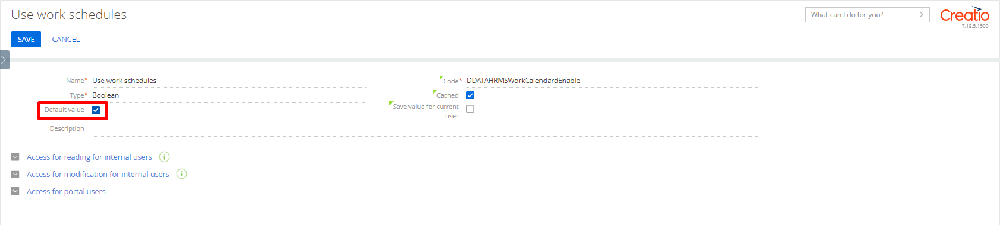 Use work schedules
What can I do for you?
Creatio
7.18.5.1500
SAVE
CANCEL
Name* Use work schedules
Code* DDATAHRMSWorkCalendardEnable
Type* Boolean
Cached
Default value
Save value for current
user
Description
Access for reading for internal users
Access for modification for internal users
Access for portal users